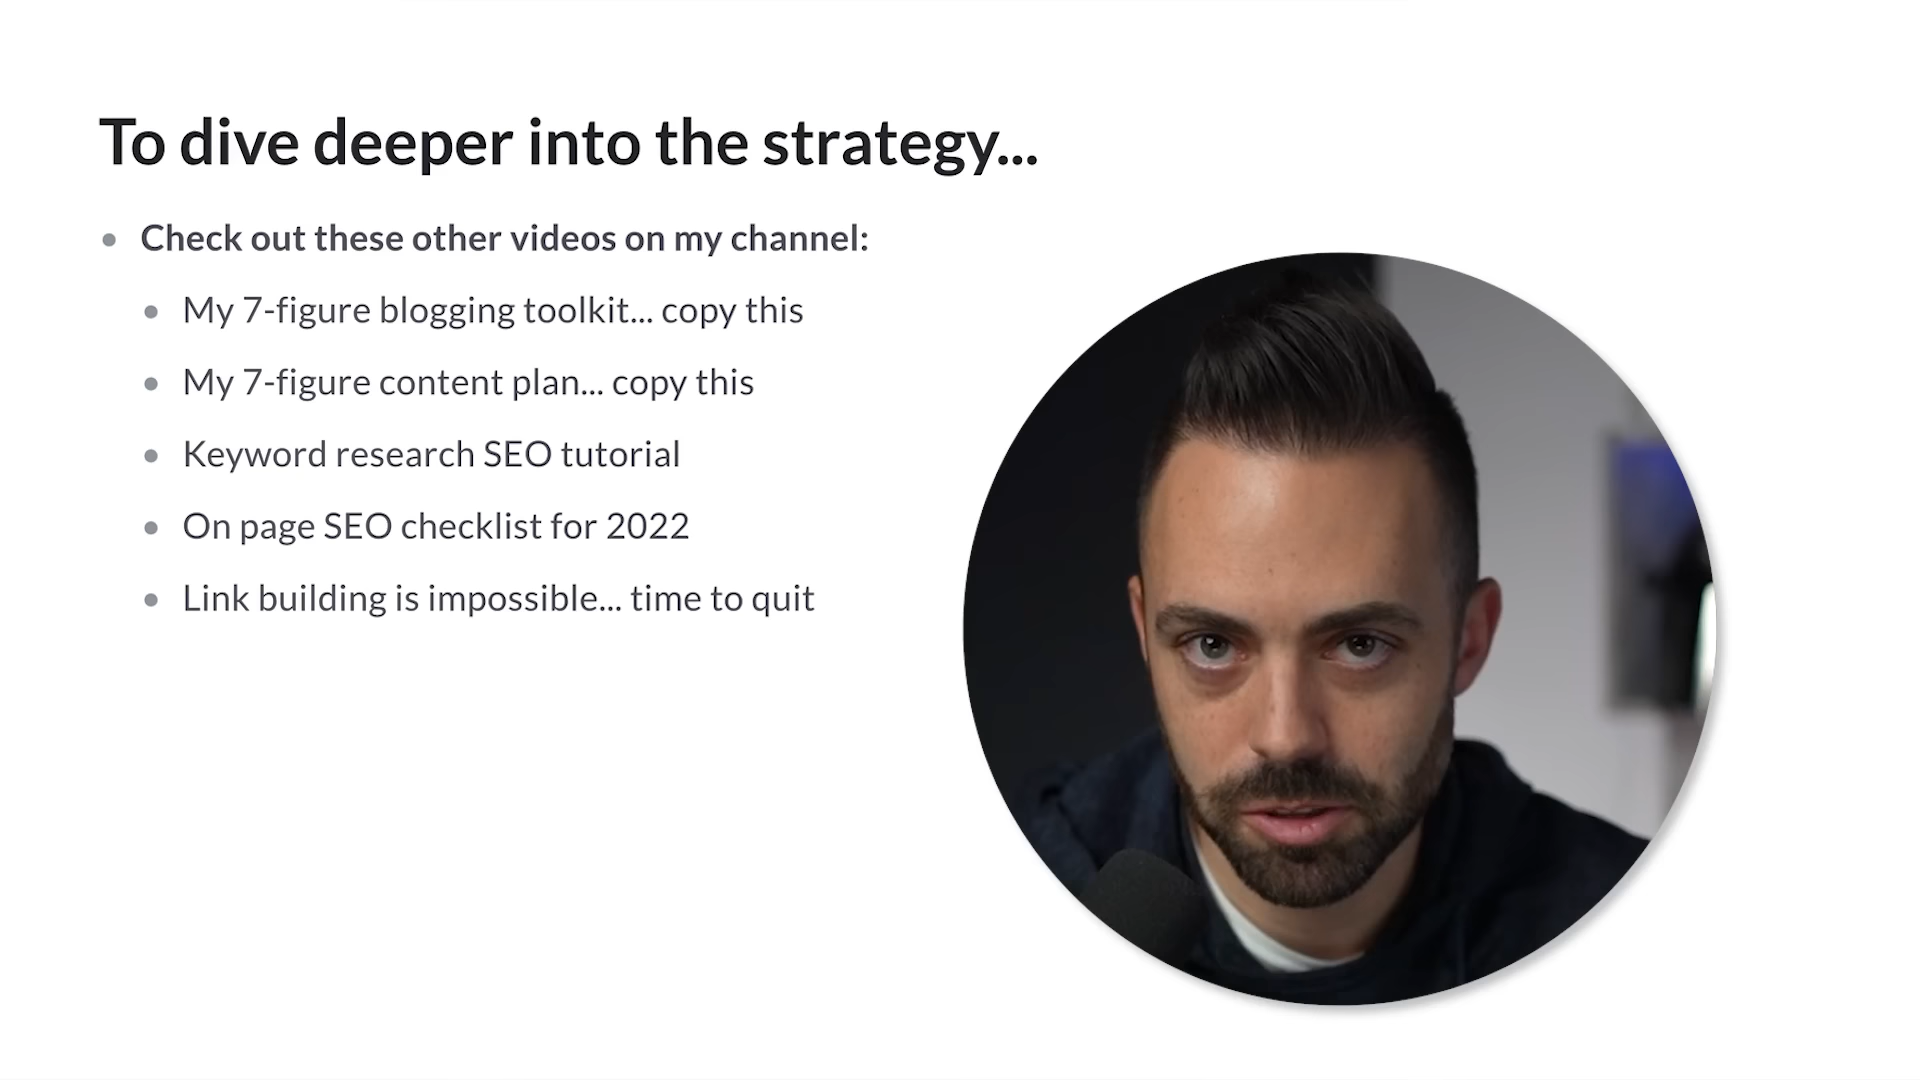 To dive deeper into the strategy...
• Check out these other videos on my channel:
• My 7-figure blogging toolkit... copy this
• My 7-figure content plan... copy this
• Keyword research SEO tutorial
• On page SEO checklist for 2022
• Link building is impossible... time to quit